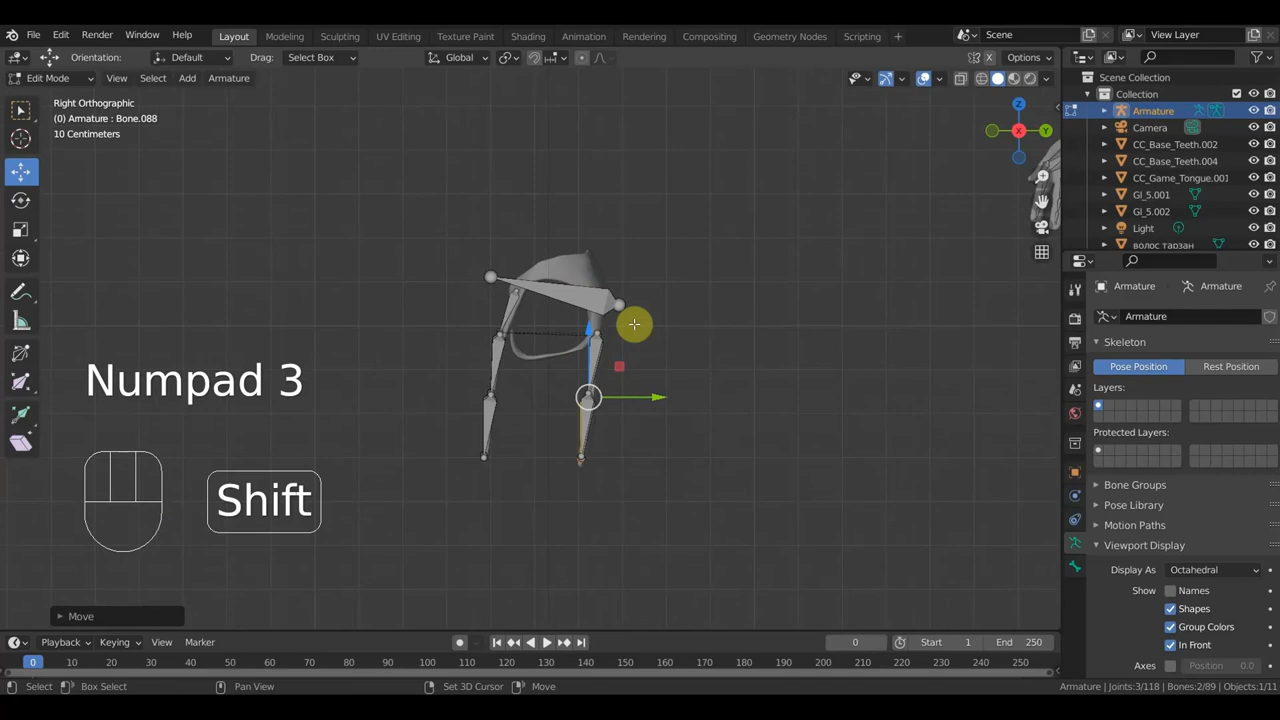 File Edit Render Window Help Layout Modeling Sculpting UV Editing Texture Paint Shading Animation Rendering Compositing Geometry Nodes Scripting + Scene View Layer
Orientation: Default Drag: Select Box Global Options
Edit Mode View Select Add Armature
Scene Collection
Collection
Armature
Camera
CC_Base_Teeth.002
CC_Base_Teeth.004
CC_Game_Tongue.001
Gl_5.001
Gl_5.002
Light
волос тарзан
Right Orthographic
(0) Armature : Bone.088
10 Centimeters
X Y Z
Armature Armature
Armature
Skeleton
Pose Position Rest Position
Layers:
Protected Layers:
Bone Groups
Pose Library
Motion Paths
Viewport Display
Display As Octahedral
Show Names
Shapes
Group Colors
In Front
Axes Position 0.0
Numpad 3
Shift
Move
Playback Keying View Marker 0 Start 1 End 250
0 10 20 30 40 50 60 70 80 90 100 110 120 130 140 150 160 170 180 190 200 210 220 230 240 250
Select Box Select Pan View Set 3D Cursor Move Armature | Joints:3/118 | Bones:2/89 | Objects:1/11